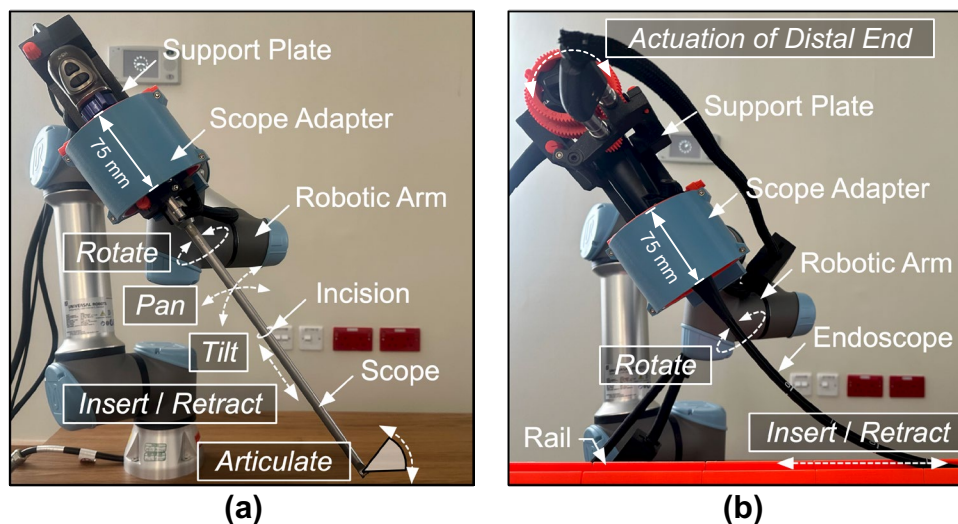 Support Plate
Scope Adapter
75 mm
Robotic Arm
Rotate
Pan
Incision
Tilt
Scope
Insert / Retract
Articulate
(a)
Actuation of Distal End
Support Plate
Scope Adapter
75 mm
Robotic Arm
Endoscope
Rotate
Rail
Insert / Retract
(b)